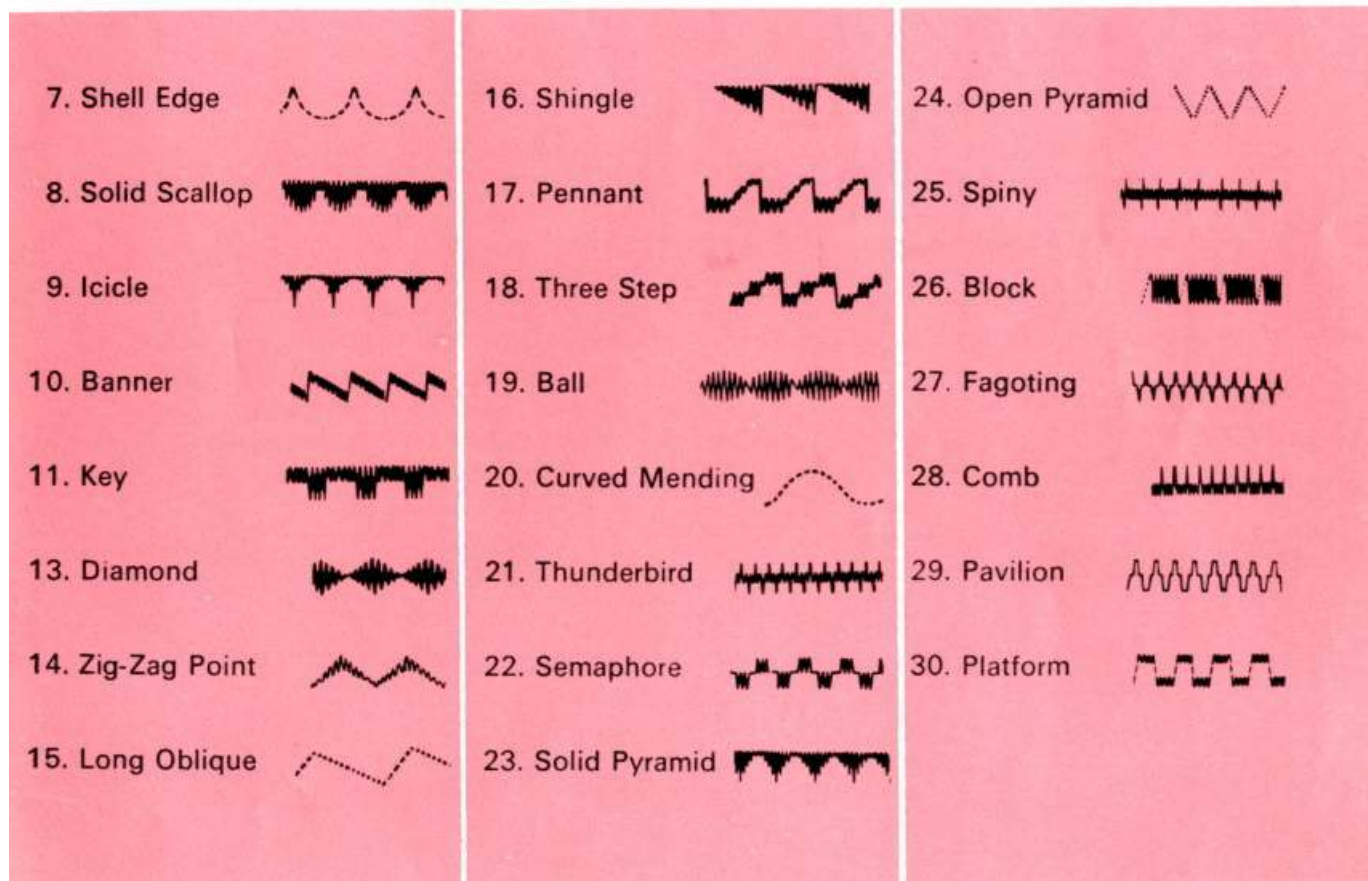 7. Shell Edge
8. Solid Scallop
9. Icicle
10. Banner
11. Key
13. Diamond
14. Zig-Zag Point
15. Long Oblique
16. Shingle
17. Pennant
18. Three Step
19. Ball
20. Curved Mending
21. Thunderbird
22. Semaphore
23. Solid Pyramid
24. Open Pyramid
25. Spiny
26. Block
27. Fagoting
28. Comb
29. Pavilion
30. Platform